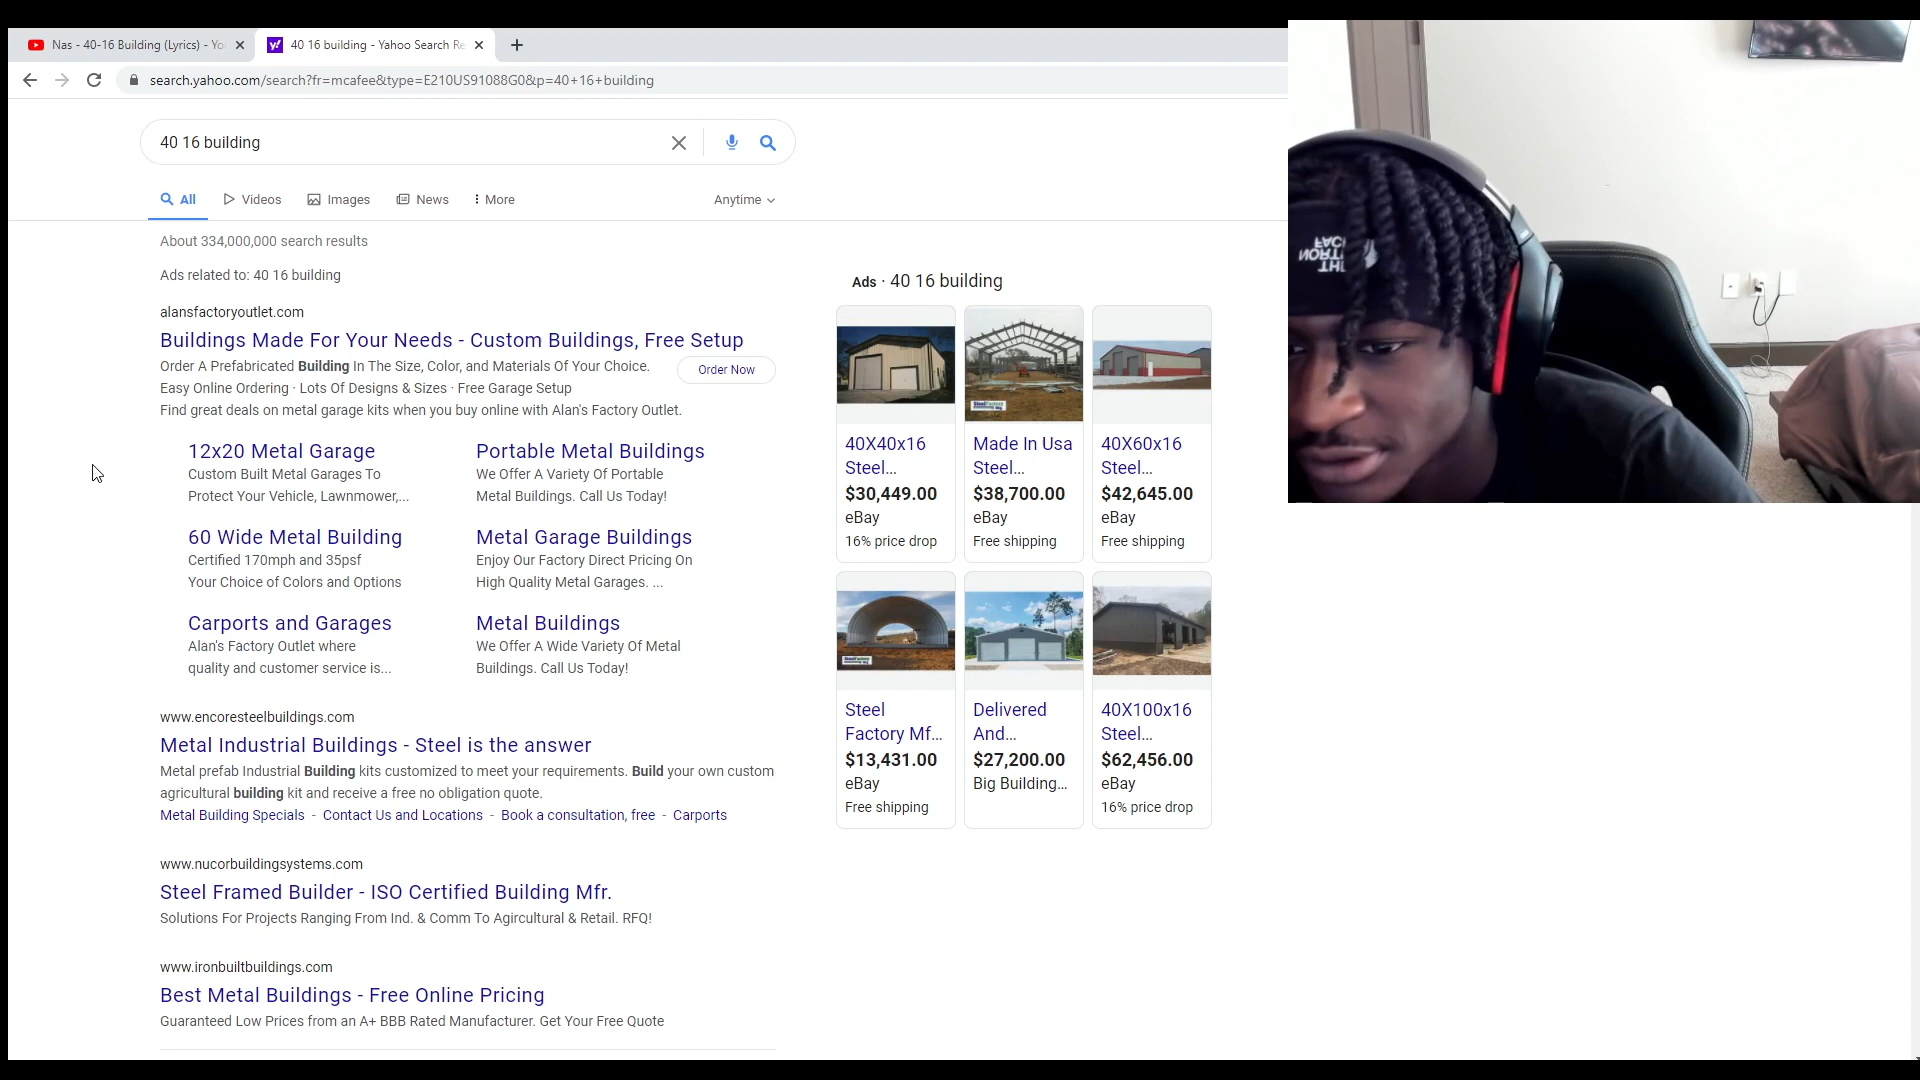 Nas - 40-16 Building (Lyrics) - Yo
40 16 building - Yahoo Search Re
search.yahoo.com/search?fr=mcafee&type=E210US91088G0&p=40+16+building
40 16 building
All
Videos
Images
News
More
Anytime
About 334,000,000 search results
Ads related to: 40 16 building
alansfactoryoutlet.com
Buildings Made For Your Needs - Custom Buildings, Free Setup
Order A Prefabricated Building In The Size, Color, and Materials Of Your Choice.
Easy Online Ordering · Lots Of Designs & Sizes · Free Garage Setup
Find great deals on metal garage kits when you buy online with Alan's Factory Outlet.
Order Now
12x20 Metal Garage
Custom Built Metal Garages To
Protect Your Vehicle, Lawnmower,...
Portable Metal Buildings
We Offer A Variety Of Portable
Metal Buildings. Call Us Today!
60 Wide Metal Building
Certified 170mph and 35psf
Your Choice of Colors and Options
Metal Garage Buildings
Enjoy Our Factory Direct Pricing On
High Quality Metal Garages. ...
Carports and Garages
Alan's Factory Outlet where
quality and customer service is...
Metal Buildings
We Offer A Wide Variety Of Metal
Buildings. Call Us Today!
www.encoresteelbuildings.com
Metal Industrial Buildings - Steel is the answer
Metal prefab Industrial Building kits customized to meet your requirements. Build your own custom
agricultural building kit and receive a free no obligation quote.
Metal Building Specials - Contact Us and Locations - Book a consultation, free - Carports
www.nucorbuildingsystems.com
Steel Framed Builder - ISO Certified Building Mfr.
Solutions For Projects Ranging From Ind. & Comm To Agircultural & Retail. RFQ!
www.ironbuiltbuildings.com
Best Metal Buildings - Free Online Pricing
Guaranteed Low Prices from an A+ BBB Rated Manufacturer. Get Your Free Quote
Ads · 40 16 building
40X40x16
Steel...
$30,449.00
eBay
16% price drop
Made In Usa
Steel...
$38,700.00
eBay
Free shipping
40X60x16
Steel...
$42,645.00
eBay
Free shipping
Steel
Factory Mf...
$13,431.00
eBay
Free shipping
Delivered
And...
$27,200.00
Big Building...
40X100x16
Steel...
$62,456.00
eBay
16% price drop
THE
NORTH
FACE